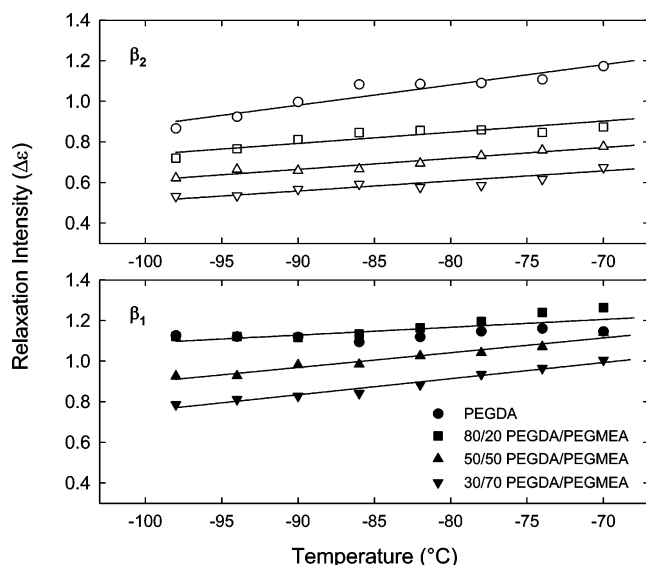 1.4
β2
1.2
1.0
0.8
0.6
0.4
-100 -95 -90 -85 -80 -75 -70
Relaxation Intensity (Δε)
1.4
β1
1.2
1.0
0.8
0.6
0.4
PEGDA
80/20 PEGDA/PEGMEA
50/50 PEGDA/PEGMEA
30/70 PEGDA/PEGMEA
-100 -95 -90 -85 -80 -75 -70
Temperature (°C)